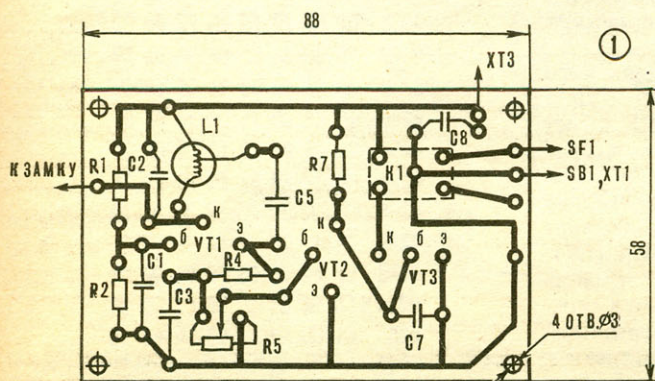 88
1
ХТ3
L1
R1
C2
C8
К ЗАМКУ
R7
К1
SF1
SB1, ХТ1
C5
к
к
б
VT1
э
б
к
б
э
58
C1
R4
VT2
VT3
R2
C3
э
C7
R5
4 ОТВ. Ø3